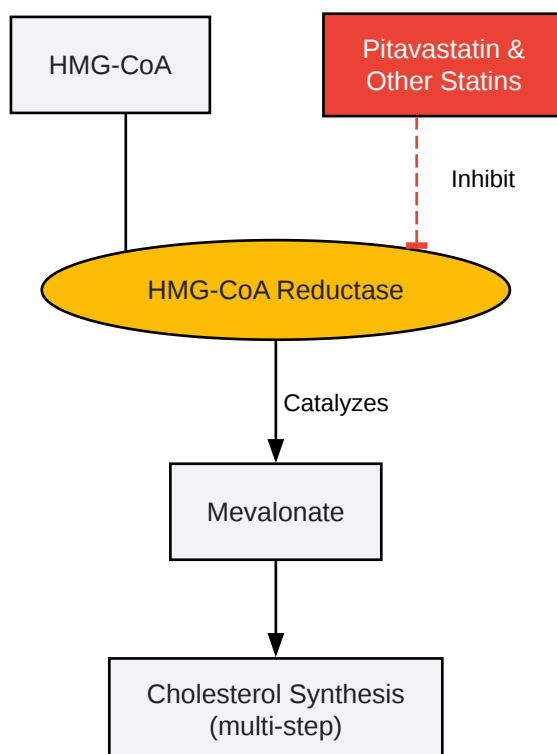 HMG-CoA
Pitavastatin &
Other Statins
Inhibit
HMG-CoA Reductase
Catalyzes
Mevalonate
Cholesterol Synthesis
(multi-step)